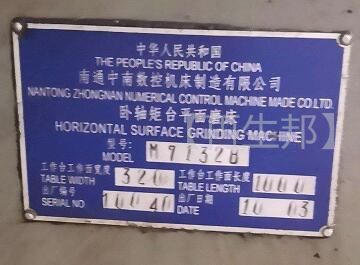 中华人民共和国
THE PEOPLE'S REPUBLIC OF CHINA
南通中南数控机床制造有限公司
NANTONG ZHONGNAN NUMERICAL CONTROL MACHINE MADE CO.LTD.
卧轴矩台平面磨床
HORIZONTAL SURFACE GRINDING MACHINE
型号:
MODEL M7132B
工作台工作面宽度 工作台工作面长度
TABLE WIDTH 320 TABLE LENGTH 1000
出厂编号 出厂日期
SERIAL NO 10040 DATE 10 03